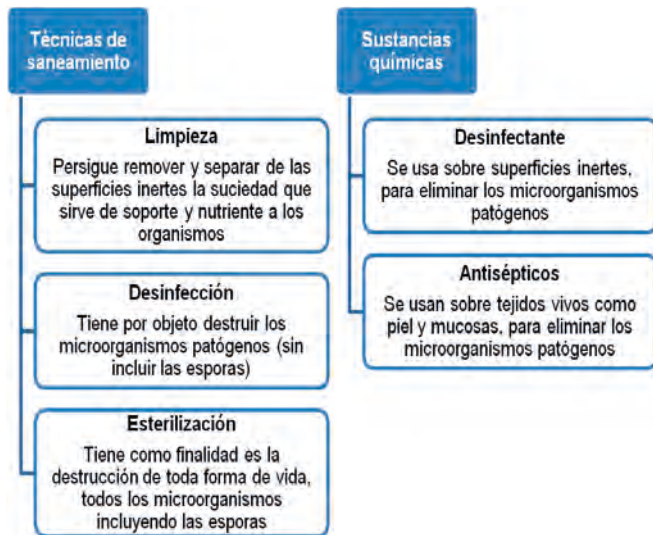 Técnicas de
saneamiento
Limpieza
Persigue remover y separar de las
superficies inertes la suciedad que
sirve de soporte y nutriente a los
organismos
Desinfección
Tiene por objeto destruir los
microorganismos patógenos (sin
incluir las esporas)
Esterilización
Tiene como finalidad es la
destrucción de toda forma de vida,
todos los microorganismos
incluyendo las esporas
Sustancias
químicas
Desinfectante
Se usa sobre superficies inertes,
para eliminar los microorganismos
patógenos
Antisépticos
Se usan sobre tejidos vivos como
piel y mucosas, para eliminar los
microorganismos patógenos